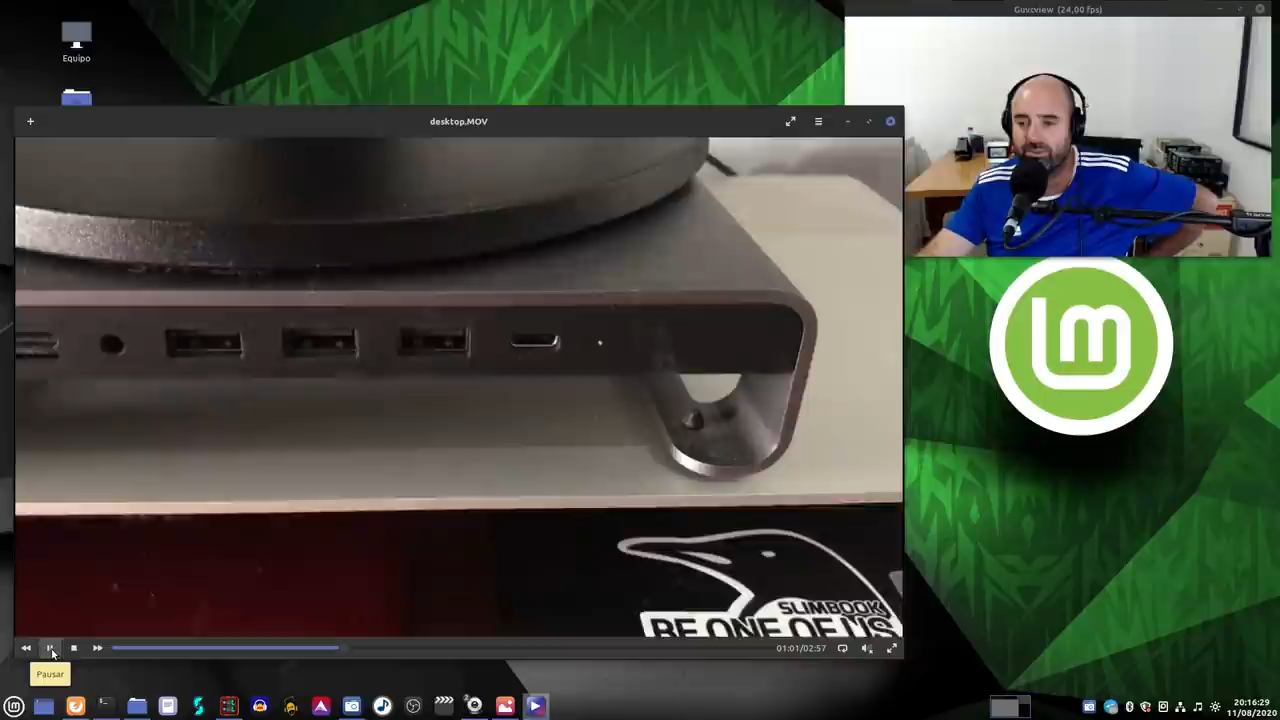 Guvcview (24,00 fps)
Equipo
desktop.MOV
SLIMBOOK
BE ONE OF US
01:01/02:57
Pausar
20:16:29
11/08/2020